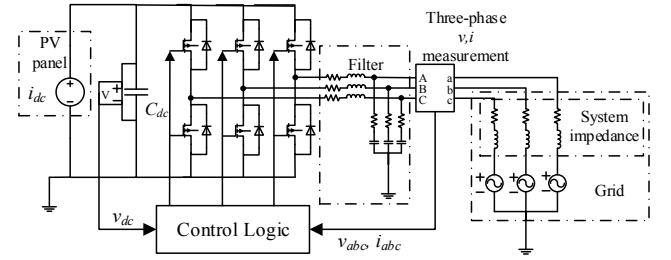 PV
panel
i_dc
+
−
V
+
−
C_dc
Filter
Three-phase
v,i
measurement
A
B
C
a
b
c
System
impedance
+
−
+
−
+
−
Grid
v_dc
Control Logic
v_abc, i_abc